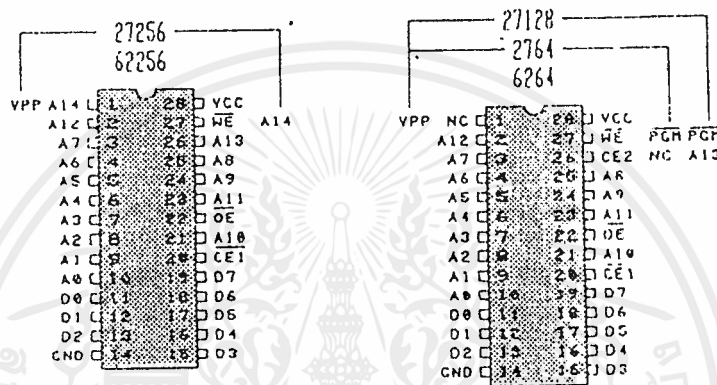 27256
62256
VPP A14 1 28 VCC
A12 2 27 WE A14
A7 3 26 A13
A6 4 25 A8
A5 5 24 A9
A4 6 23 A11
A3 7 22 OE
A2 8 21 A10
A1 9 20 CE1
A0 10 19 D7
D0 11 18 D6
D1 12 17 D5
D2 13 16 D4
GND 14 15 D3
27128
2764
6264
VPP NC 1 28 VCC PGM PGM
A12 2 27 WE
A7 3 26 CE2 NC A13
A6 4 25 A8
A5 5 24 A9
A4 6 23 A11
A3 7 22 OE
A2 8 21 A10
A1 9 20 CE1
A0 10 19 D7
D0 11 18 D6
D1 12 17 D5
D2 13 16 D4
GND 14 15 D3